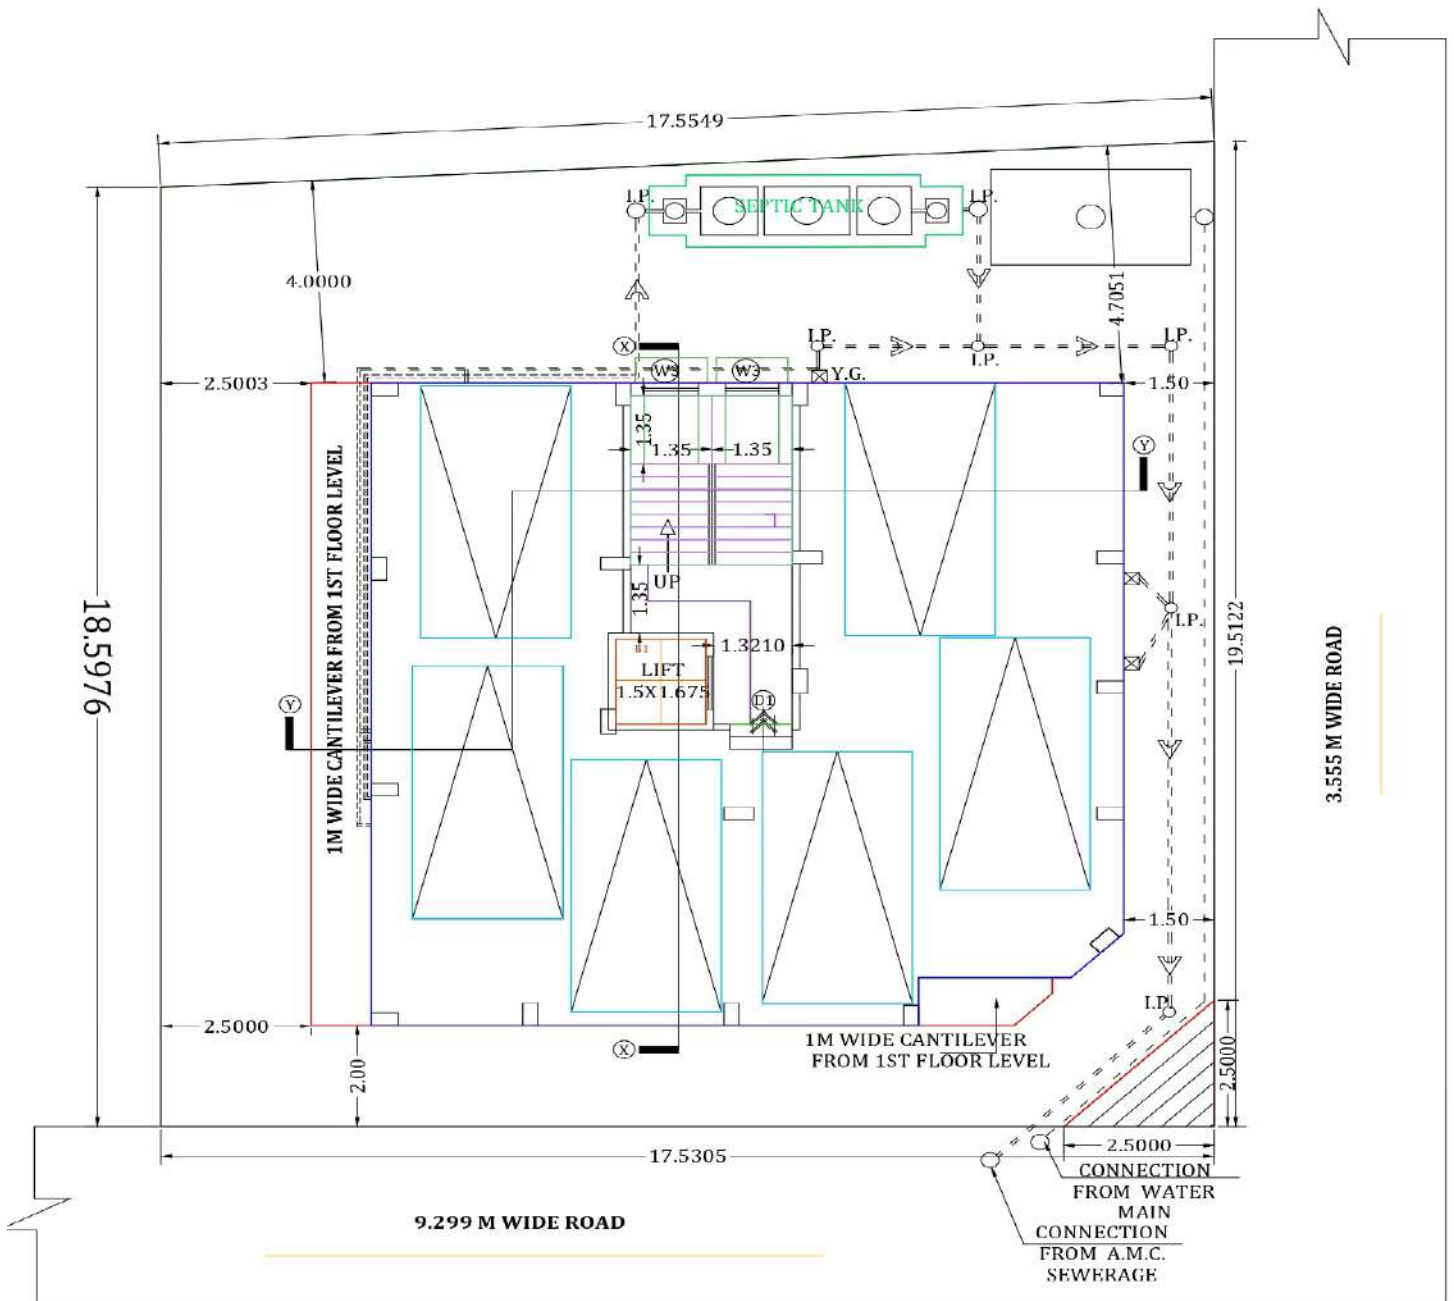 17.5549
I.P.
SEPTIC TANK
I.P.
4.0000
4.7051
I.P.
I.P.
I.P.
X
W3
W3
Y.G.
2.5003
1.50
1.35
1.35
1.35
Y
1M WIDE CANTILEVER FROM 1ST FLOOR LEVEL
UP
1.35
18.5976
I.P.
19.5122
1.3210
LIFT
1.5X1.675
D1
Y
3.555 M WIDE ROAD
1.50
I.P.
2.5000
X
1M WIDE CANTILEVER
FROM 1ST FLOOR LEVEL
2.00
2.5000
2.5000
17.5305
CONNECTION
FROM WATER
MAIN
9.299 M WIDE ROAD
CONNECTION
FROM A.M.C.
SEWERAGE